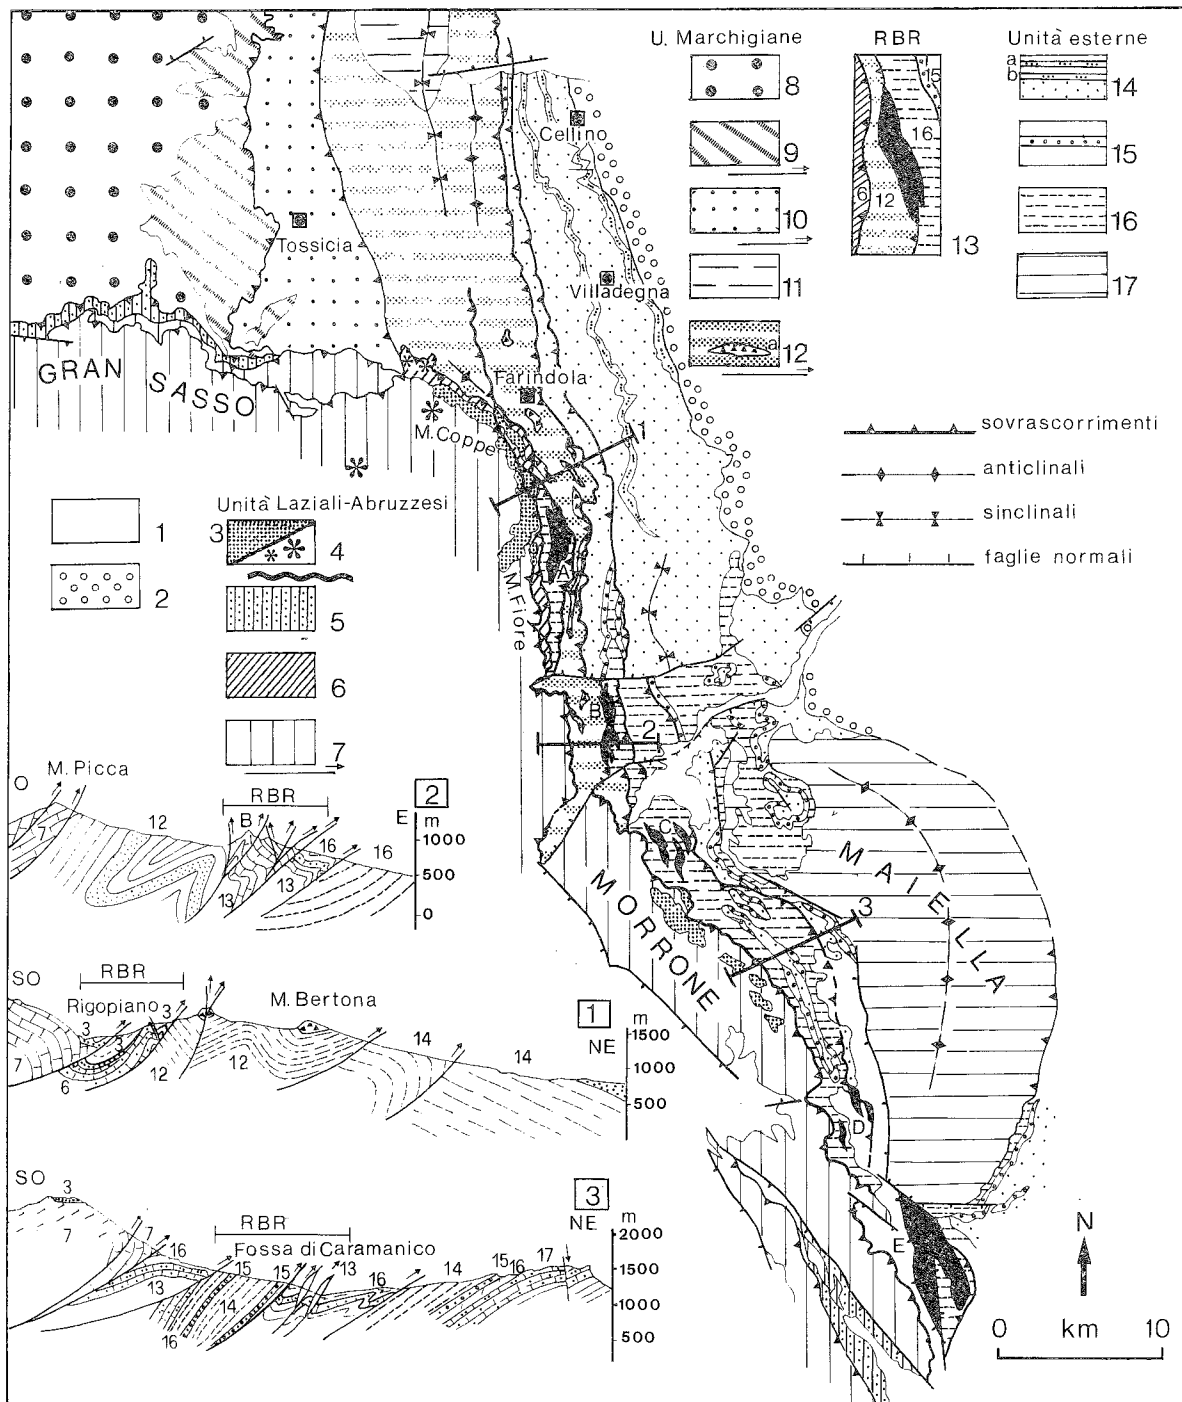 U. Marchigiane
8
9
10
11
a
12
RBR
15
16
6
12
13
Unità esterne
a
b
14
15
16
17
sovrascorrimenti
anticlinali
sinclinali
faglie normali
Cellino
Tossicia
Villadegna
GRAN SASSO
Farindola
M. Coppe
M. Fiore
1
A
B
2
C
MORRONE
MAIELLA
3
D
E
1
2
Unità Laziali-Abruzzesi
3
4
5
6
7
O
M. Picca
RBR
B
2
E
m
1000
500
0
12
13
13
16
16
SO
RBR
Rigopiano
M. Bertona
1
NE
m
1500
1000
500
7
6
3
3
3
12
12
14
14
SO
RBR
Fossa di Caramanico
3
NE
m
2000
1500
1000
500
3
7
7
16
13
16
15
14
15
13
16
14
15
16
17
N
0 km 10